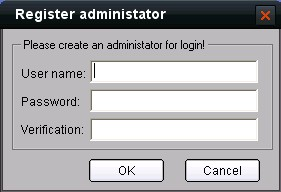 Register administator
Please create an administator for login!
User name:
Password:
Verification:
OK Cancel